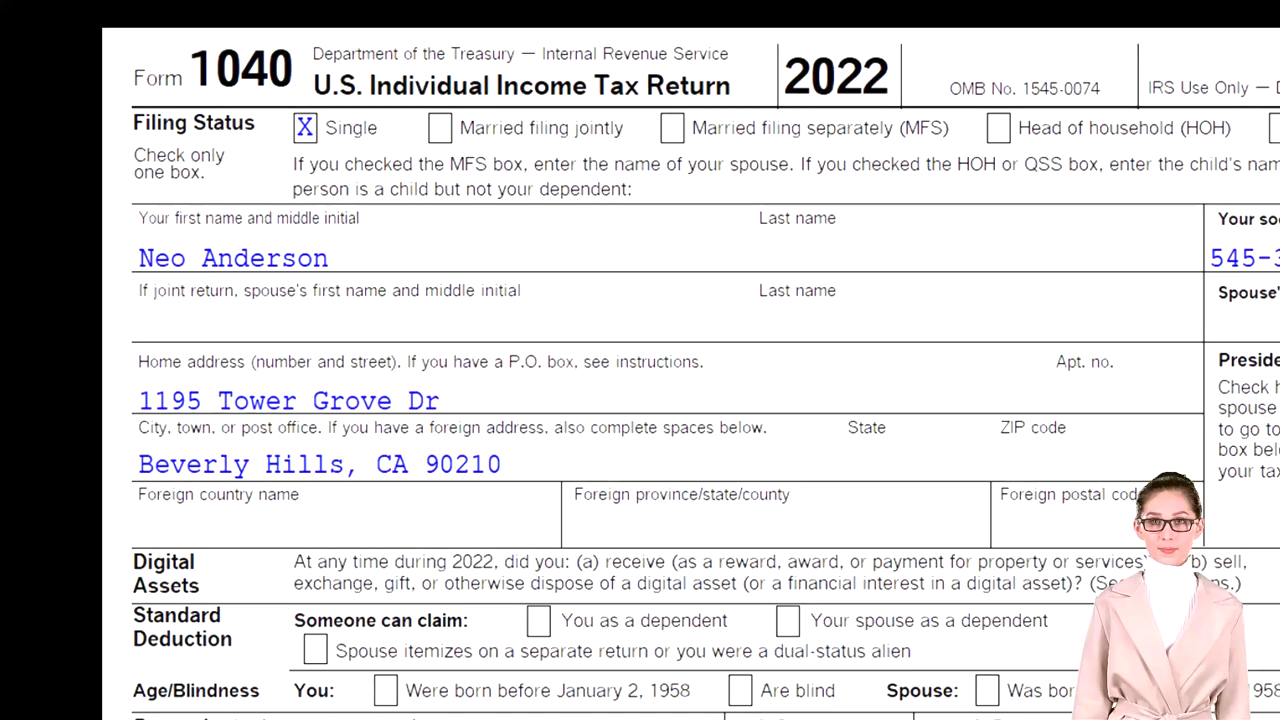 Form 1040 Department of the Treasury — Internal Revenue Service
U.S. Individual Income Tax Return 2022 OMB No. 1545-0074 IRS Use Only —
Filing Status X Single Married filing jointly Married filing separately (MFS) Head of household (HOH)
Check only
one box.
If you checked the MFS box, enter the name of your spouse. If you checked the HOH or QSS box, enter the child's
person is a child but not your dependent:
Your first name and middle initial Last name Your
Neo Anderson 545-3
If joint return, spouse's first name and middle initial Last name Spouse'
Home address (number and street). If you have a P.O. box, see instructions. Apt. no.
1195 Tower Grove Dr
City, town, or post office. If you have a foreign address, also complete spaces below. State ZIP code
Beverly Hills, CA 90210
Check
spouse
to go to
box
your
Foreign country name Foreign province/state/county Foreign postal
Digital
Assets
At any time during 2022, did you: (a) receive (as a reward, award, or payment for property or services) (b) sell,
exchange, gift, or otherwise dispose of a digital asset (or a financial interest in a digital asset)?
Standard
Deduction
Someone can claim: You as a dependent Your spouse as a dependent
Spouse itemizes on a separate return or you were a dual-status alien
Age/Blindness You: Were born before January 2, 1958 Are blind Spouse: Was